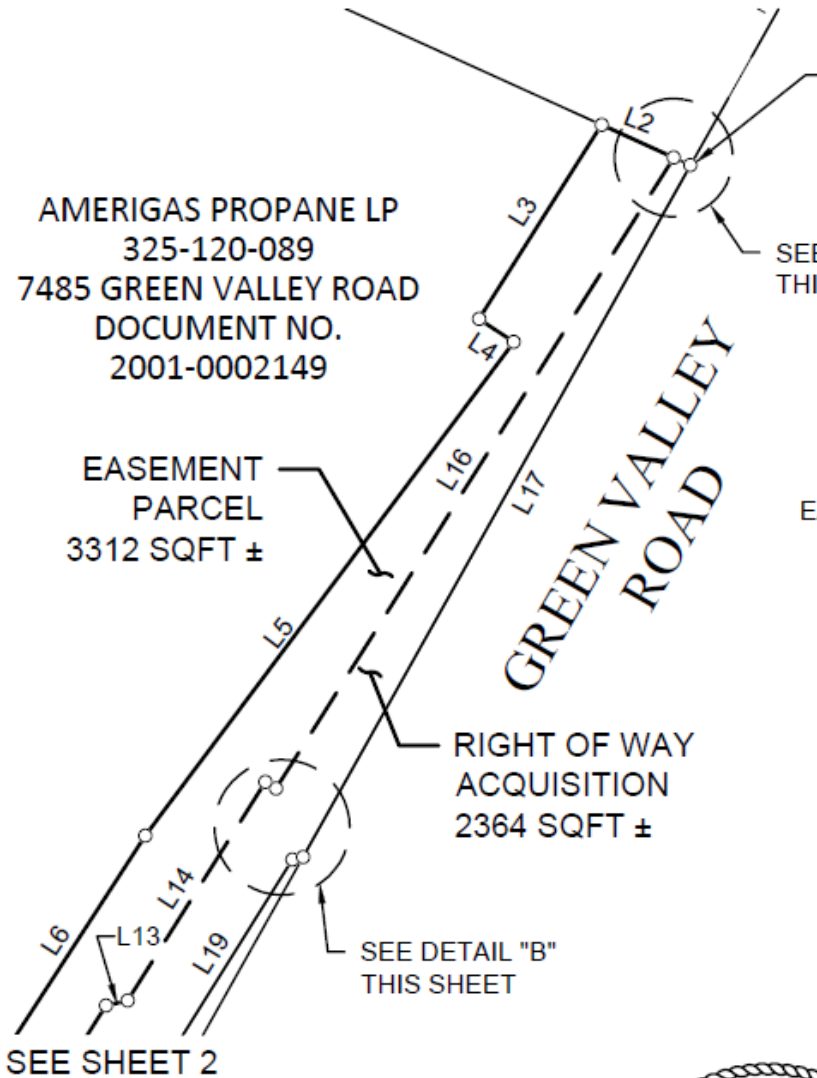 L2
L3
AMERIGAS PROPANE LP
325-120-089
7485 GREEN VALLEY ROAD
DOCUMENT NO.
2001-0002149
SEE
THI
L4
GREEN VALLEY
ROAD
EASEMENT
PARCEL
3312 SQFT ±
L16
L17
E
L5
RIGHT OF WAY
ACQUISITION
2364 SQFT ±
L14
L6
L13
L19
SEE DETAIL "B"
THIS SHEET
SEE SHEET 2